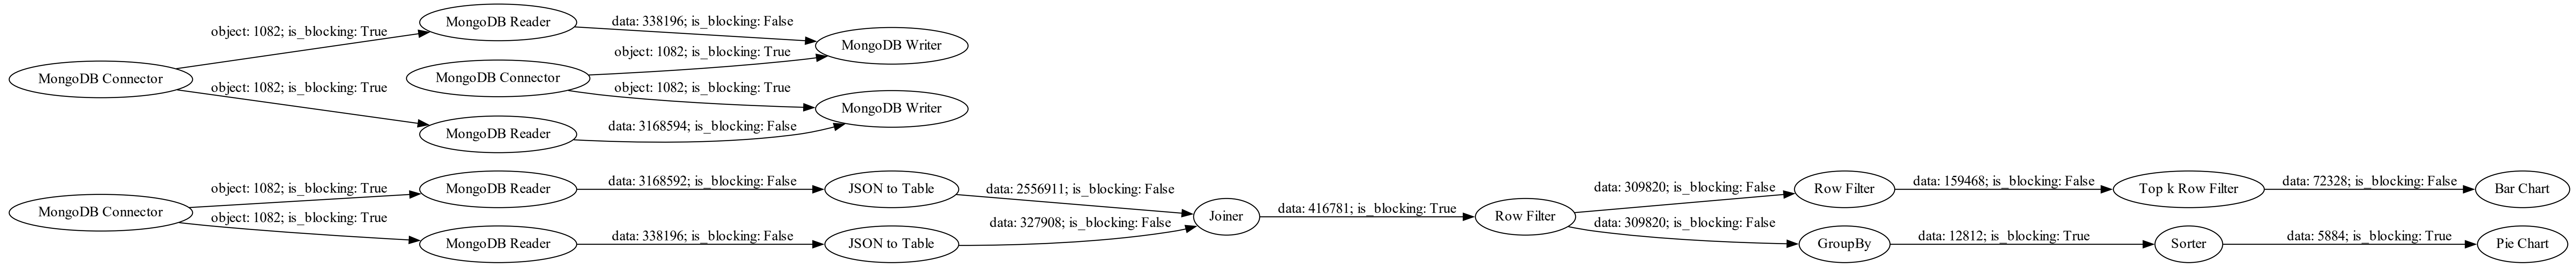 MongoDB Connector
object: 1082; is_blocking: True
object: 1082; is_blocking: True
MongoDB Reader
MongoDB Connector
MongoDB Reader
data: 338196; is_blocking: False
object: 1082; is_blocking: True
object: 1082; is_blocking: True
data: 3168594; is_blocking: False
MongoDB Writer
MongoDB Writer
MongoDB Connector
object: 1082; is_blocking: True
object: 1082; is_blocking: True
MongoDB Reader
MongoDB Reader
data: 3168592; is_blocking: False
data: 338196; is_blocking: False
JSON to Table
JSON to Table
data: 2556911; is_blocking: False
data: 327908; is_blocking: False
Joiner
data: 416781; is_blocking: True
Row Filter
data: 309820; is_blocking: False
data: 309820; is_blocking: False
Row Filter
data: 159468; is_blocking: False
Top k Row Filter
data: 72328; is_blocking: False
Bar Chart
GroupBy
data: 12812; is_blocking: True
Sorter
data: 5884; is_blocking: True
Pie Chart